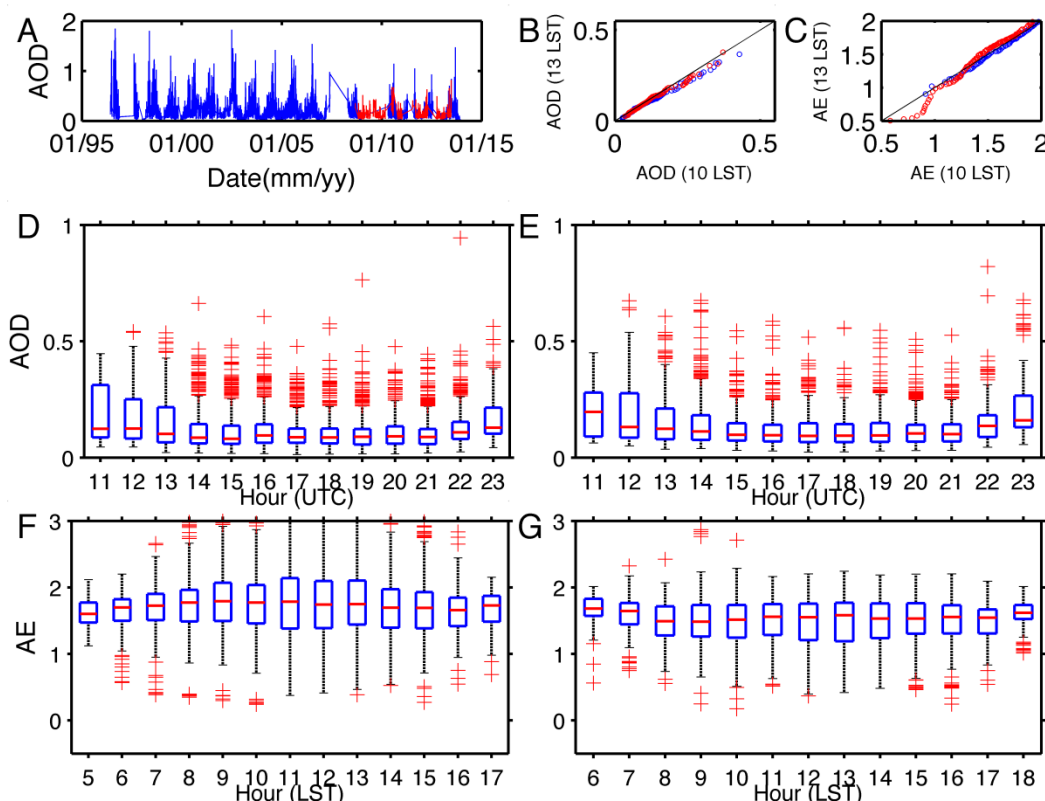 A
AOD
2
1
0
01/95 01/00 01/05 01/10 01/15
Date(mm/yy)
B
AOD (13 LST)
0.5
0
0 0.5
AOD (10 LST)
C
AE (13 LST)
2
1.5
1
0.5
0.5 1 1.5 2
AE (10 LST)
D
AOD
1
0.5
0
11 12 13 14 15 16 17 18 19 20 21 22 23
Hour (UTC)
E
1
0.5
0
11 12 13 14 15 16 17 18 19 20 21 22 23
Hour (UTC)
F
AE
3
2
1
0
5 6 7 8 9 10 11 12 13 14 15 16 17
Hour (LST)
G
3
2
1
0
6 7 8 9 10 11 12 13 14 15 16 17 18
Hour (LST)